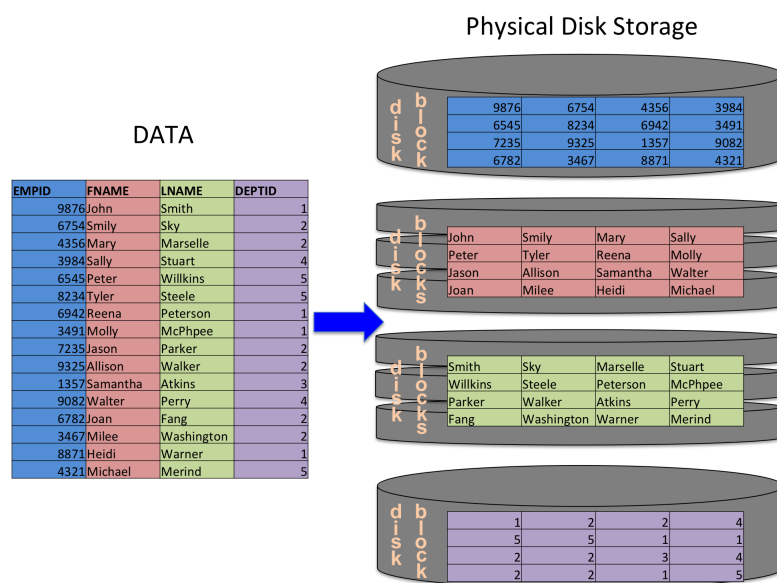 Physical Disk Storage
DATA
EMPID FNAME LNAME DEPTID
9876 John Smith 1
6754 Smily Sky 2
4356 Mary Marselle 2
3984 Sally Stuart 4
6545 Peter Willkins 5
8234 Tyler Steele 5
6942 Reena Peterson 1
3491 Molly McPhpee 1
7235 Jason Parker 2
9325 Allison Walker 2
1357 Samantha Atkins 3
9082 Walter Perry 4
6782 Joan Fang 2
3467 Milee Washington 2
8871 Heidi Warner 1
4321 Michael Merind 5
disk block
9876 6754 4356 3984
6545 8234 6942 3491
7235 9325 1357 9082
6782 3467 8871 4321
disk blocks
John Smily Mary Sally
Peter Tyler Reena Molly
Jason Allison Samantha Walter
Joan Milee Heidi Michael
disk blocks
Smith Sky Marselle Stuart
Willkins Steele Peterson McPhpee
Parker Walker Atkins Perry
Fang Washington Warner Merind
disk block
1 2 2 4
5 5 1 1
2 2 3 4
2 2 1 5